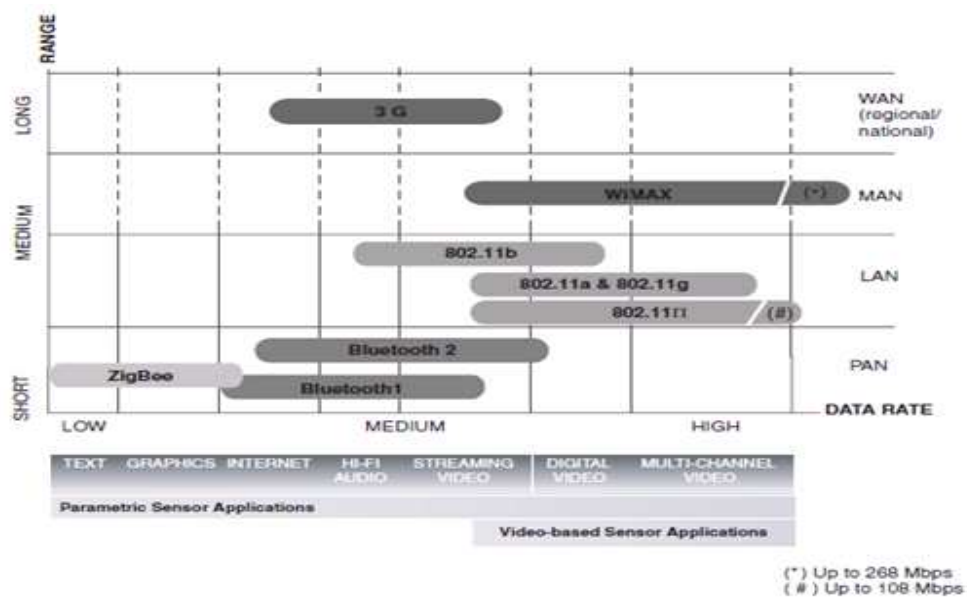 RANGE
LONG
3 G
WAN
(regional/
national)
MEDIUM
WiMAX
(*)
MAN
802.11b
802.11a & 802.11g
802.11Π
(#)
LAN
SHORT
Bluetooth 2
ZigBee
Bluetooth1
PAN
DATA RATE
LOW
MEDIUM
HIGH
TEXT
GRAPHICS
INTERNET
HI-FI
AUDIO
STREAMING
VIDEO
DIGITAL
VIDEO
MULTI-CHANNEL
VIDEO
Parametric Sensor Applications
Video-based Sensor Applications
(*) Up to 268 Mbps
(#) Up to 108 Mbps